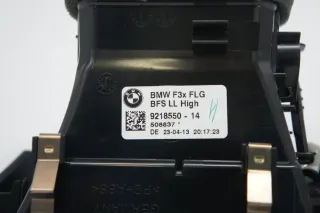 BMW F3x FLG
BFS LL High
9218550 - 14
508837 *
DE 23-04-13 20:17:23